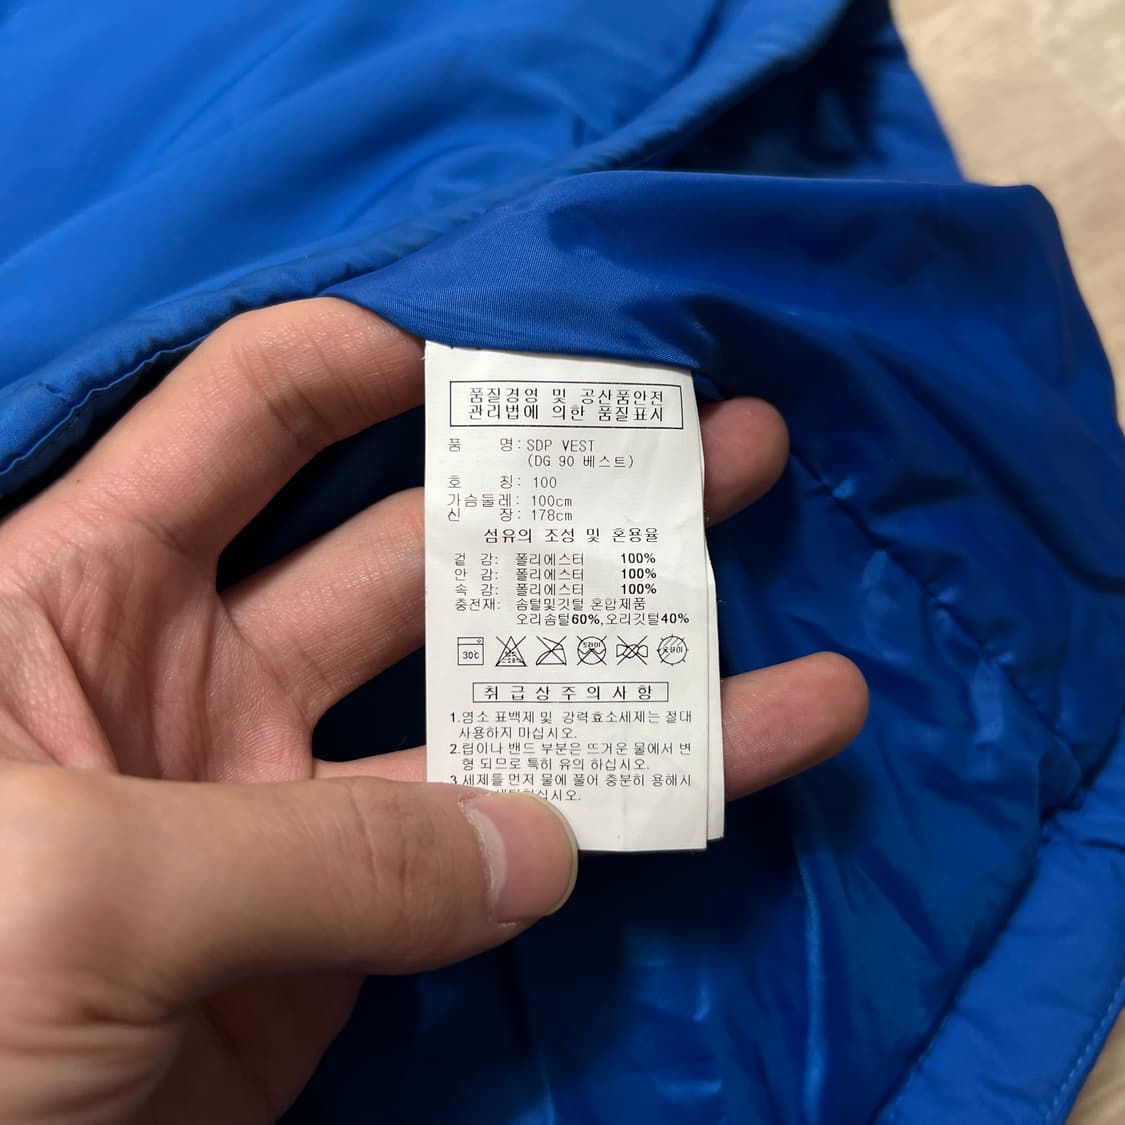 품질경영 및 공산품안전
관리법에 의한 품질표시
품 명: SDP VEST
(DG 90 베스트)
호 칭: 100
가슴둘레: 100cm
신 장: 178cm
섬유의 조성 및 혼용율
겉 감: 폴리에스터 100%
안 감: 폴리에스터 100%
속 감: 폴리에스터 100%
충전재: 솜털및깃털 혼합제품
오리솜털60%,오리깃털40%
30℃ 드라이
취급상주의사항
1.염소 표백제 및 강력효소세제는 절대
사용하지 마십시오.
2.립이나 밴드 부분은 뜨거운 물에서 변
형 되므로 특히 유의 하십시오.
3.세제를 먼저 물에 풀어 충분히 용해시